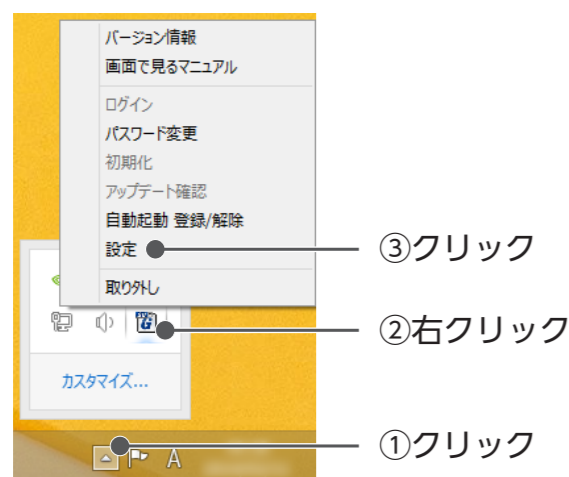 バージョン情報
画面で見るマニュアル
ログイン
パスワード変更
初期化
アップデート確認
自動起動 登録/解除
設定
取り外し
③クリック
②右クリック
カスタマイズ...
①クリック
A